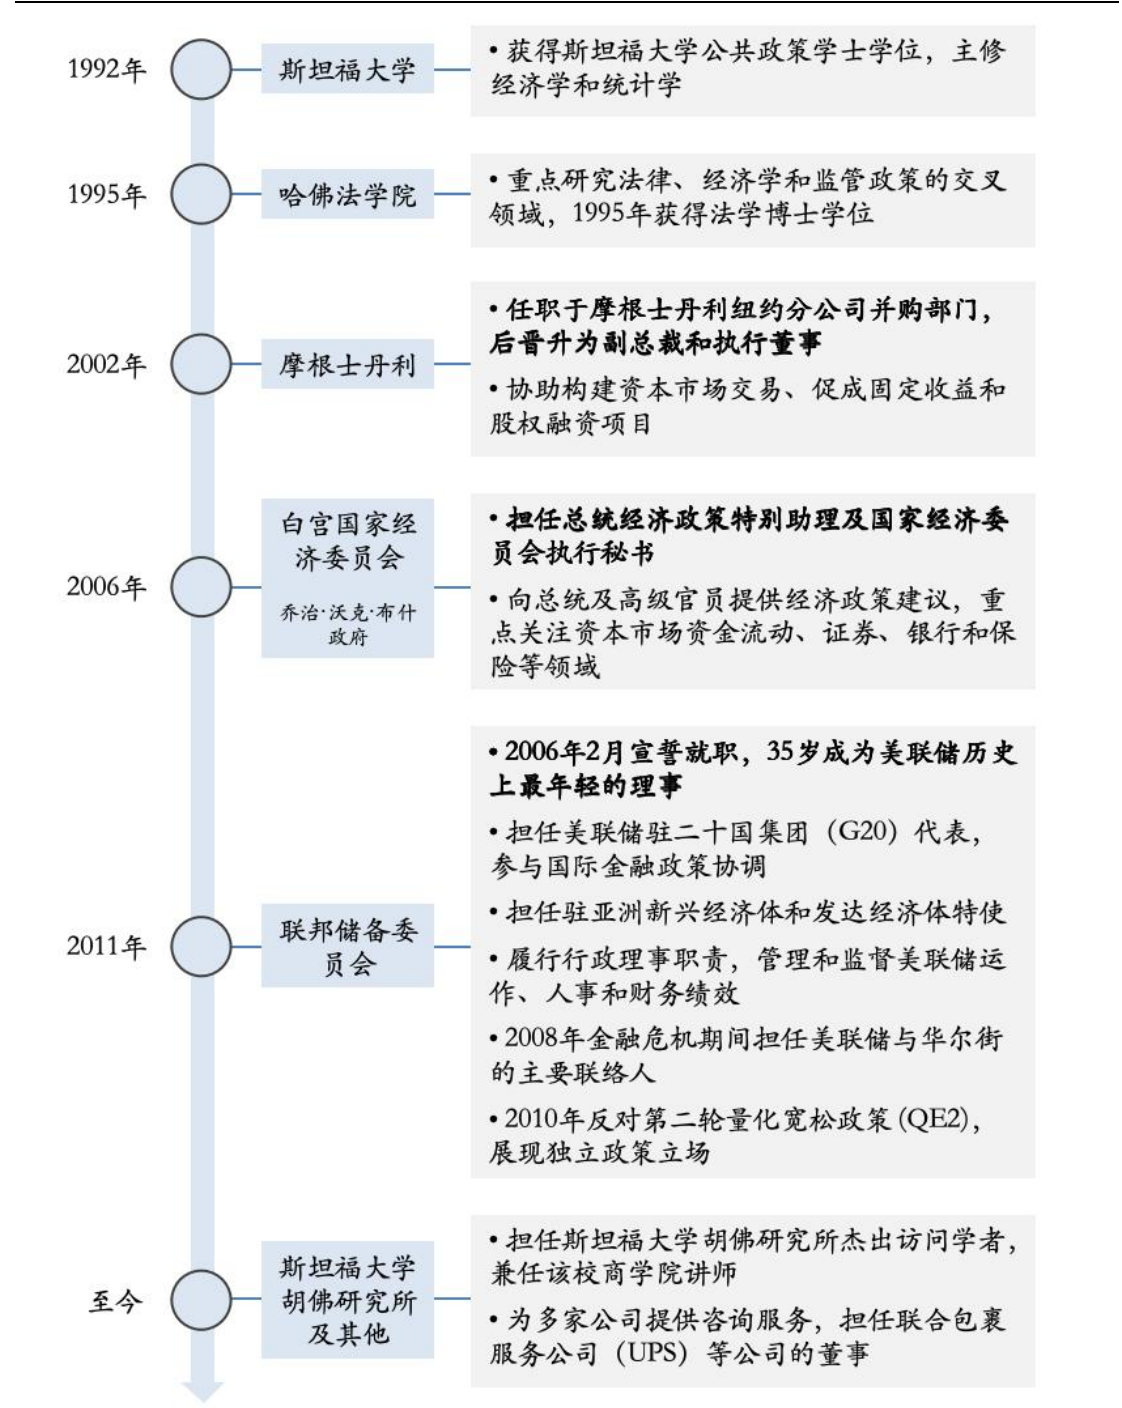 1992年
斯坦福大学
• 获得斯坦福大学公共政策学士学位，主修
经济学和统计学
1995年
哈佛法学院
• 重点研究法律、经济学和监管政策的交叉
领域，1995年获得法学博士学位
2002年
摩根士丹利
• 任职于摩根士丹利纽约分公司并购部门，
后晋升为副总裁和执行董事
• 协助构建资本市场交易、促成固定收益和
股权融资项目
2006年
白宫国家经
济委员会
乔治·沃克·布什
政府
• 担任总统经济政策特别助理及国家经济委
员会执行秘书
• 向总统及高级官员提供经济政策建议，重
点关注资本市场资金流动、证券、银行和保
险等领域
2011年
联邦储备委
员会
• 2006年2月宣誓就职，35岁成为美联储历史
上最年轻的理事
• 担任美联储驻二十国集团（G20）代表，
参与国际金融政策协调
• 担任驻亚洲新兴经济体和发达经济体特使
• 履行行政理事职责，管理和监督美联储运
作、人事和财务绩效
• 2008年金融危机期间担任美联储与华尔街
的主要联络人
• 2010年反对第二轮量化宽松政策(QE2)，
展现独立政策立场
至今
斯坦福大学
胡佛研究所
及其他
• 担任斯坦福大学胡佛研究所杰出访问学者，
兼任该校商学院讲师
• 为多家公司提供咨询服务，担任联合包裹
服务公司（UPS）等公司的董事